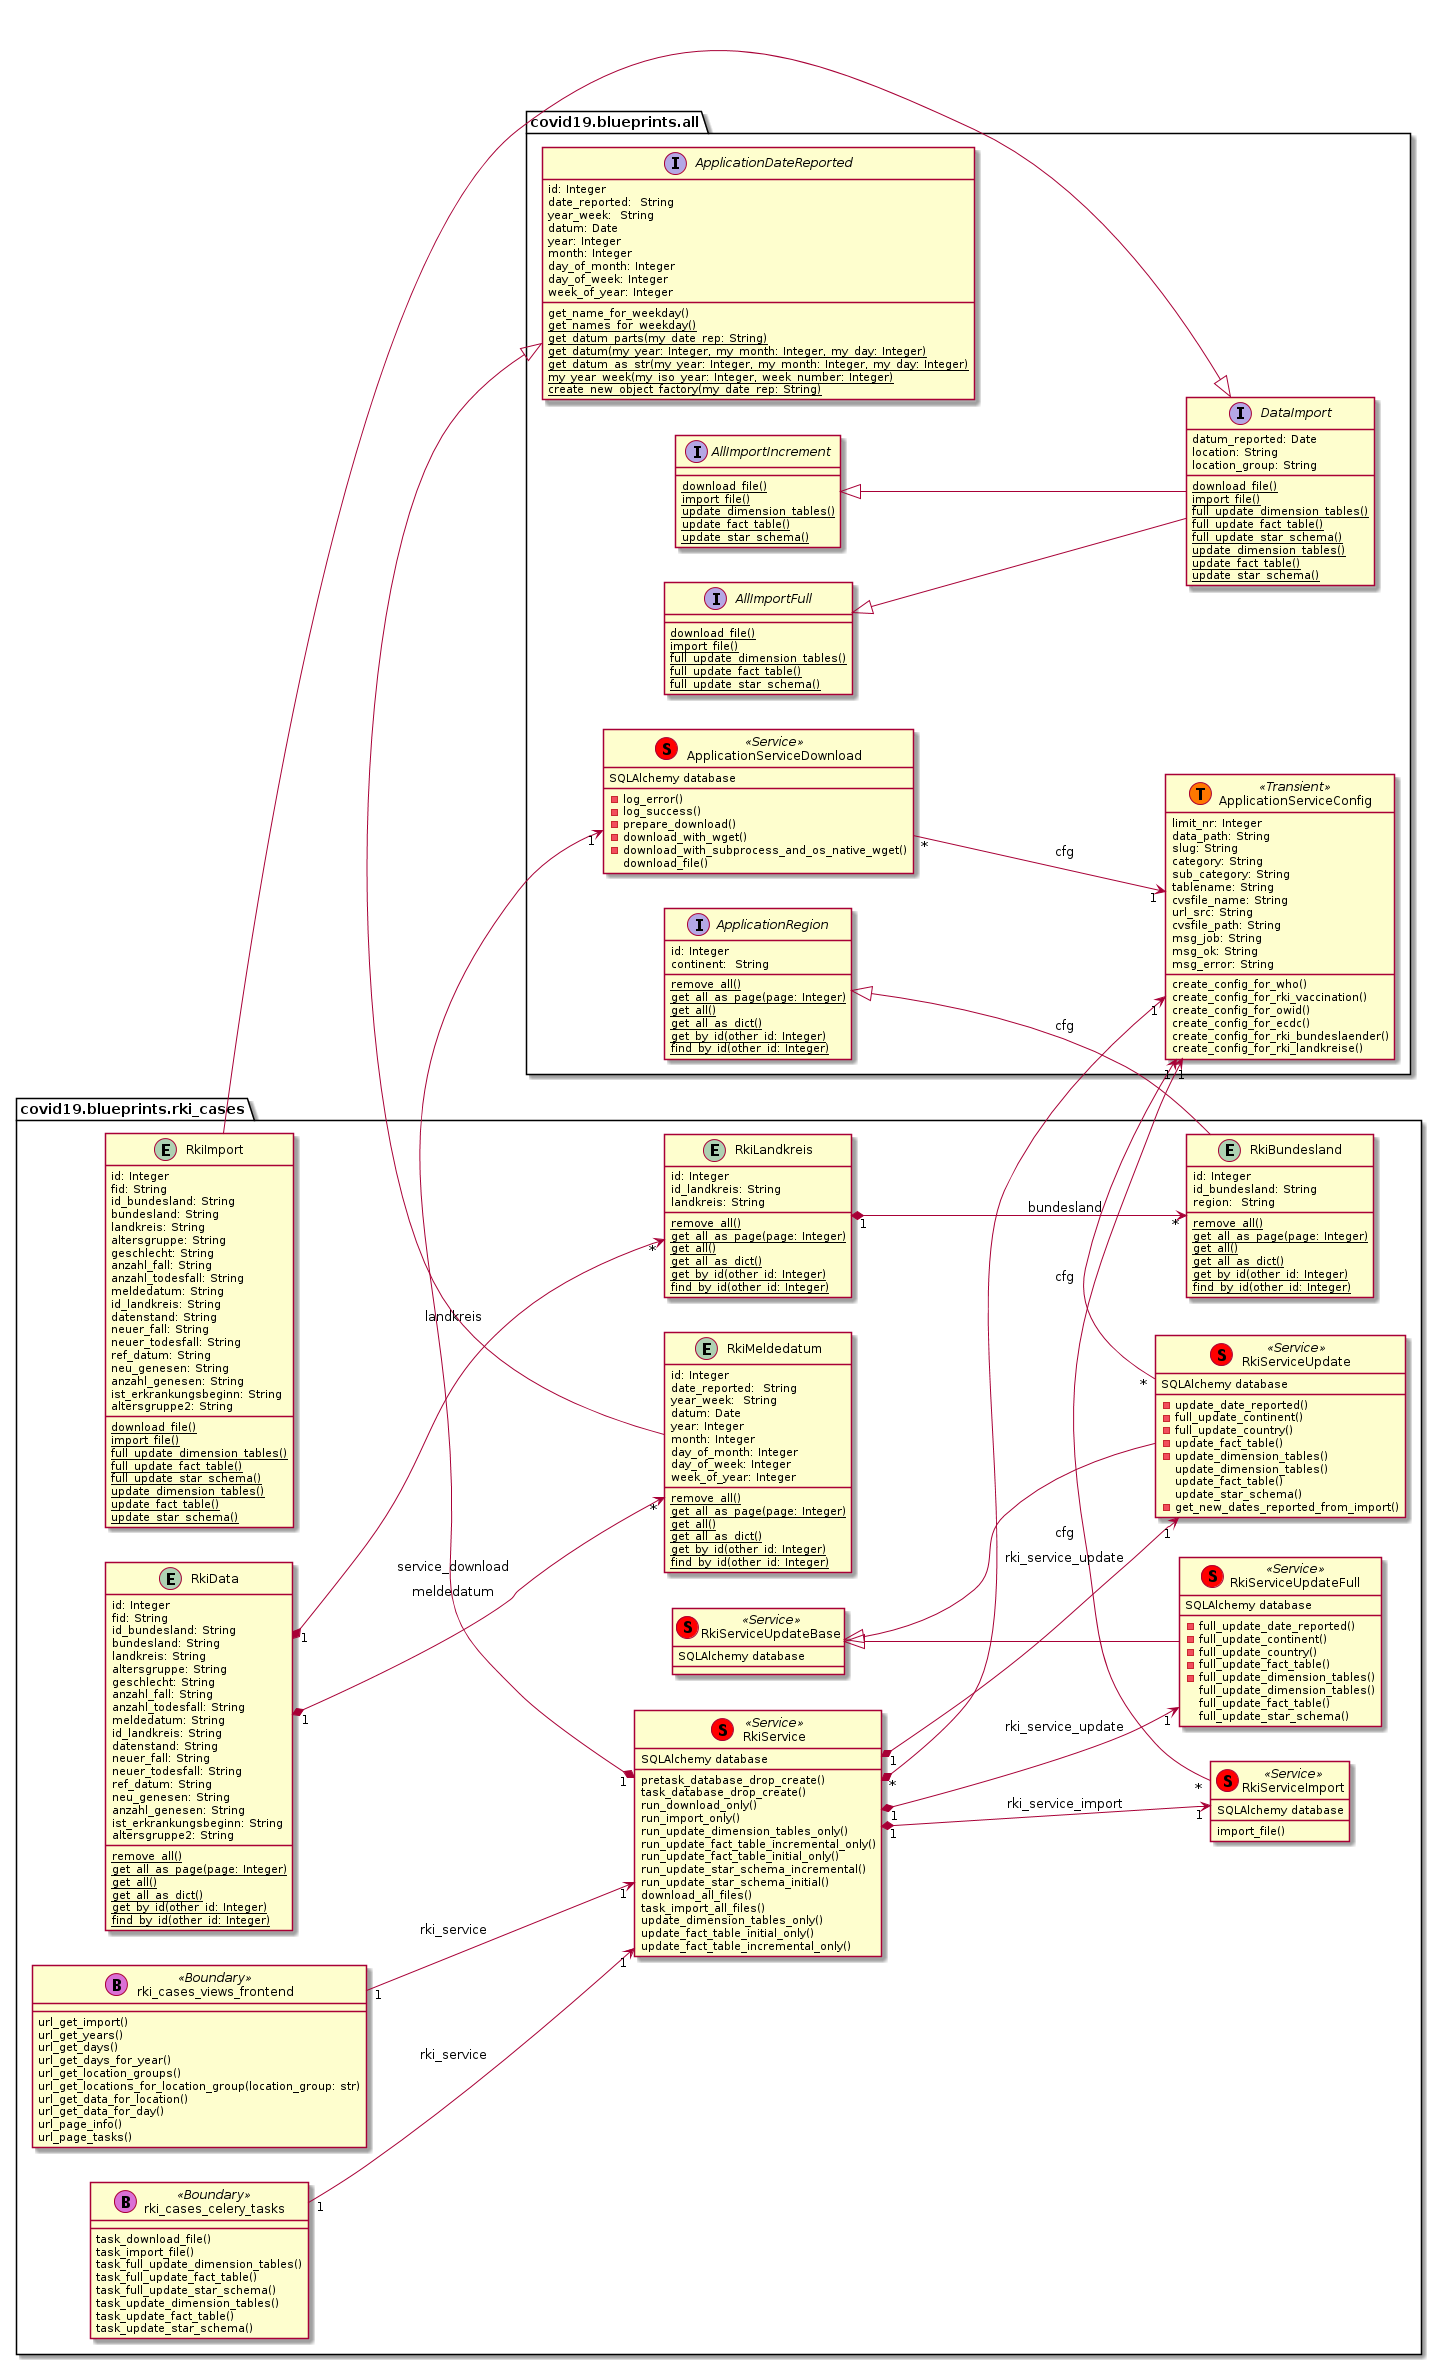 covid19.blueprints.all
I ApplicationDateReported
id: Integer
date_reported:  String
year_week:  String
datum: Date
year: Integer
month: Integer
day_of_month: Integer
day_of_week: Integer
week_of_year: Integer
get_name_for_weekday()
get_names_for_weekday()
get_datum_parts(my_date_rep: String)
get_datum(my_year: Integer, my_month: Integer, my_day: Integer)
get_datum_as_str(my_year: Integer, my_month: Integer, my_day: Integer)
my_year_week(my_iso_year: Integer, week_number: Integer)
create_new_object_factory(my_date_rep: String)
I DataImport
datum_reported: Date
location: String
location_group: String
download_file()
import_file()
full_update_dimension_tables()
full_update_fact_table()
full_update_star_schema()
update_dimension_tables()
update_fact_table()
update_star_schema()
I AllImportIncrement
download_file()
import_file()
update_dimension_tables()
update_fact_table()
update_star_schema()
I AllImportFull
download_file()
import_file()
full_update_dimension_tables()
full_update_fact_table()
full_update_star_schema()
S «Service»
ApplicationServiceDownload
SQLAlchemy database
log_error()
log_success()
prepare_download()
download_with_wget()
download_with_subprocess_and_os_native_wget()
download_file()
1
*
cfg
1
T «Transient»
ApplicationServiceConfig
limit_nr: Integer
data_path: String
slug: String
category: String
sub_category: String
tablename: String
cvsfile_name: String
url_src: String
cvsfile_path: String
msg_job: String
msg_ok: String
msg_error: String
create_config_for_who()
create_config_for_rki_vaccination()
create_config_for_owid()
create_config_for_ecdc()
create_config_for_rki_bundeslaender()
create_config_for_rki_landkreise()
1
1
1
I ApplicationRegion
id: Integer
continent:  String
remove_all()
get_all_as_page(page: Integer)
get_all()
get_all_as_dict()
get_by_id(other_id: Integer)
find_by_id(other_id: Integer)
cfg
covid19.blueprints.rki_cases
E RkiImport
id: Integer
fid: String
id_bundesland: String
bundesland: String
landkreis: String
altersgruppe: String
geschlecht: String
anzahl_fall: String
anzahl_todesfall: String
meldedatum: String
id_landkreis: String
datenstand: String
neuer_fall: String
neuer_todesfall: String
ref_datum: String
neu_genesen: String
anzahl_genesen: String
ist_erkrankungsbeginn: String
altersgruppe2: String
download_file()
import_file()
full_update_dimension_tables()
full_update_fact_table()
full_update_star_schema()
update_dimension_tables()
update_fact_table()
update_star_schema()
E RkiLandkreis
id: Integer
id_landkreis: String
landkreis: String
remove_all()
get_all_as_page(page: Integer)
get_all()
get_all_as_dict()
get_by_id(other_id: Integer)
find_by_id(other_id: Integer)
*
1
bundesland
*
E RkiBundesland
id: Integer
id_bundesland: String
region:  String
remove_all()
get_all_as_page(page: Integer)
get_all()
get_all_as_dict()
get_by_id(other_id: Integer)
find_by_id(other_id: Integer)
cfg
landkreis
E RkiMeldedatum
id: Integer
date_reported:  String
year_week:  String
datum: Date
year: Integer
month: Integer
day_of_month: Integer
day_of_week: Integer
week_of_year: Integer
remove_all()
get_all_as_page(page: Integer)
get_all()
get_all_as_dict()
get_by_id(other_id: Integer)
find_by_id(other_id: Integer)
*
S «Service»
RkiServiceUpdate
SQLAlchemy database
update_date_reported()
full_update_continent()
full_update_country()
update_fact_table()
update_dimension_tables()
update_dimension_tables()
update_fact_table()
update_star_schema()
get_new_dates_reported_from_import()
*
1
cfg
rki_service_update
service_download
meldedatum
E RkiData
id: Integer
fid: String
id_bundesland: String
bundesland: String
landkreis: String
altersgruppe: String
geschlecht: String
anzahl_fall: String
anzahl_todesfall: String
meldedatum: String
id_landkreis: String
datenstand: String
neuer_fall: String
neuer_todesfall: String
ref_datum: String
neu_genesen: String
anzahl_genesen: String
ist_erkrankungsbeginn: String
altersgruppe2: String
remove_all()
get_all_as_page(page: Integer)
get_all()
get_all_as_dict()
get_by_id(other_id: Integer)
find_by_id(other_id: Integer)
1
1
S «Service»
RkiServiceUpdateBase
SQLAlchemy database
S «Service»
RkiServiceUpdateFull
SQLAlchemy database
full_update_date_reported()
full_update_continent()
full_update_country()
full_update_fact_table()
full_update_dimension_tables()
full_update_dimension_tables()
full_update_fact_table()
full_update_star_schema()
1
S «Service»
RkiService
SQLAlchemy database
pretask_database_drop_create()
task_database_drop_create()
run_download_only()
run_import_only()
run_update_dimension_tables_only()
run_update_fact_table_incremental_only()
run_update_fact_table_initial_only()
run_update_star_schema_incremental()
run_update_star_schema_initial()
download_all_files()
task_import_all_files()
update_dimension_tables_only()
update_fact_table_initial_only()
update_fact_table_incremental_only()
1
1
1
1
*
1
1
rki_service_update
rki_service_import
*
1
S «Service»
RkiServiceImport
SQLAlchemy database
import_file()
rki_service
B «Boundary»
rki_cases_views_frontend
url_get_import()
url_get_years()
url_get_days()
url_get_days_for_year()
url_get_location_groups()
url_get_locations_for_location_group(location_group: str)
url_get_data_for_location()
url_get_data_for_day()
url_page_info()
url_page_tasks()
1
rki_service
B «Boundary»
rki_cases_celery_tasks
task_download_file()
task_import_file()
task_full_update_dimension_tables()
task_full_update_fact_table()
task_full_update_star_schema()
task_update_dimension_tables()
task_update_fact_table()
task_update_star_schema()
1